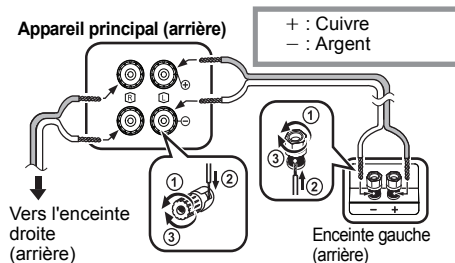 Appareil principal (arrière)
+ : Cuivre
− : Argent
R
L
+
−
1
3
2
1
2
3
− +
Vers l'enceinte
droite
(arrière)
Enceinte gauche
(arrière)